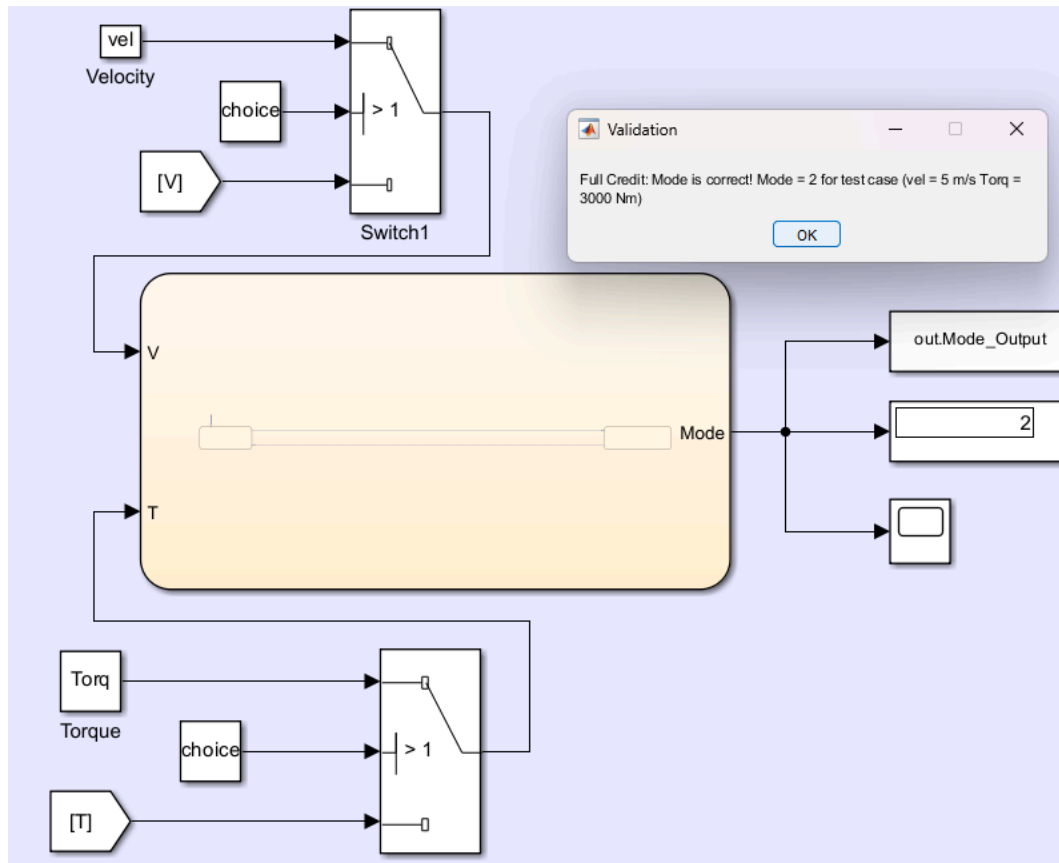 vel
Velocity
choice
> 1
[V]
Switch1
Validation
Full Credit: Mode is correct! Mode = 2 for test case (vel = 5 m/s Torq =
3000 Nm)
OK
V
T
Mode
out.Mode_Output
2
Torq
Torque
choice
> 1
[T]